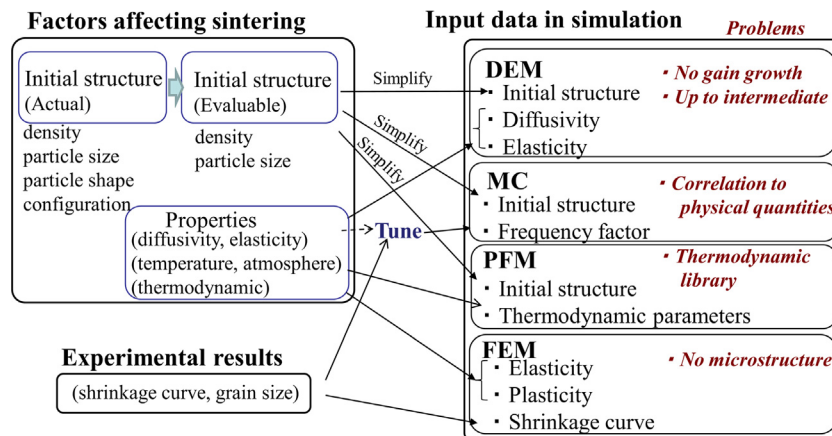 Factors affecting sintering
Initial structure
(Actual)
density
particle size
particle shape
configuration
Initial structure
(Evaluable)
density
particle size
Properties
(diffusivity, elasticity)
(temperature, atmosphere)
(thermodynamic)
Experimental results
(shrinkage curve, grain size)
Simplify
Simplify
Simplify
Tune
Input data in simulation
Problems
DEM
・Initial structure
・Diffusivity
・Elasticity
・No gain growth
・Up to intermediate
MC
・Initial structure
・Frequency factor
・Correlation to
physical quantities
PFM
・Initial structure
・Thermodynamic parameters
・Thermodynamic
library
FEM
・Elasticity
・Plasticity
・Shrinkage curve
・No microstructure